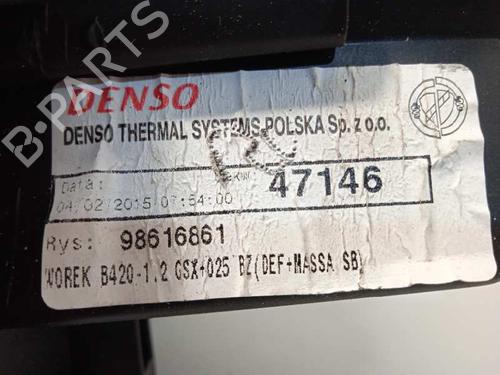 DENSO
DENSO THERMAL SYSTEMS POLSKA Sp. z o.o.
Data:
47146
04/02/2015 07:54:00
Rys: 98616861
WOREK B420-1.2 GSX+025 BZ(DEF+MASSA SB)
B-PARTS